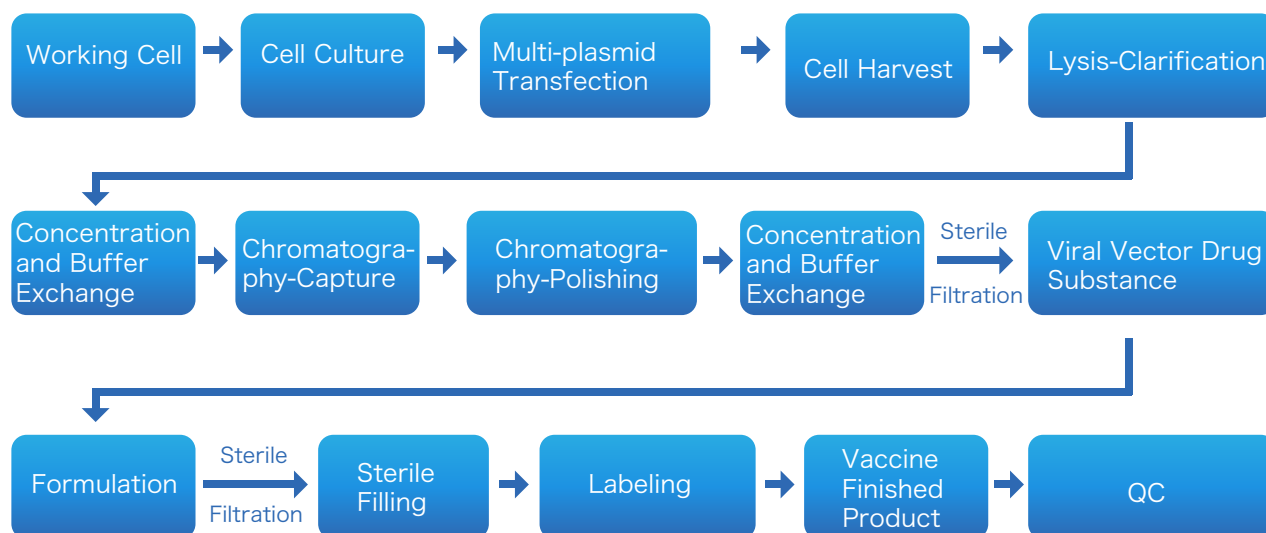 Working Cell
Cell Culture
Multi-plasmid
Transfection
Cell Harvest
Lysis-Clarification
Concentration
and Buffer
Exchange
Chromatogra-
phy-Capture
Chromatogra-
phy-Polishing
Concentration
and Buffer
Exchange
Sterile
Filtration
Viral Vector Drug
Substance
Formulation
Sterile
Filtration
Sterile
Filling
Labeling
Vaccine
Finished
Product
QC